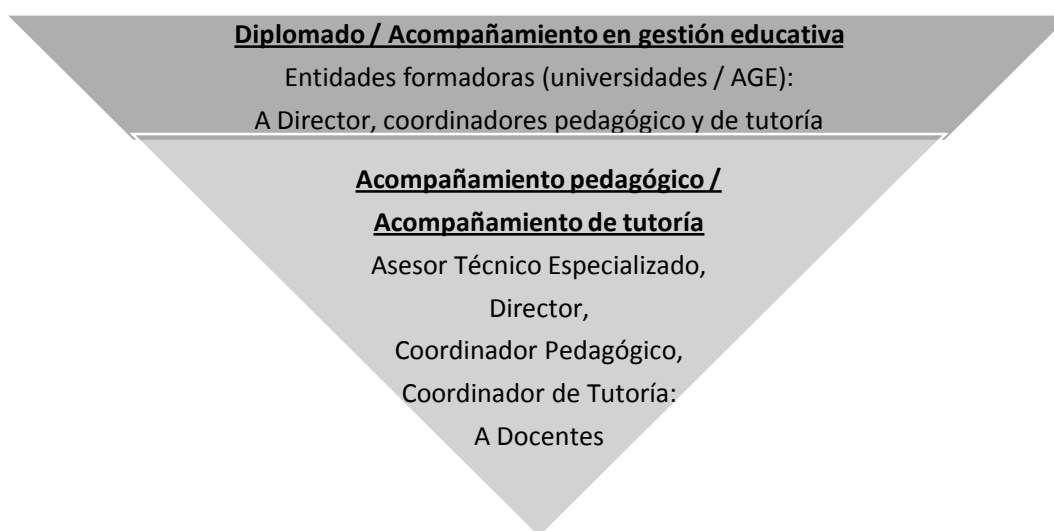 Diplomado / Acompañamiento en gestión educativa
Entidades formadoras (universidades / AGE):
A Director, coordinadores pedagógico y de tutoría
Acompañamiento pedagógico /
Acompañamiento de tutoría
Asesor Técnico Especializado,
Director,
Coordinador Pedagógico,
Coordinador de Tutoría:
A Docentes